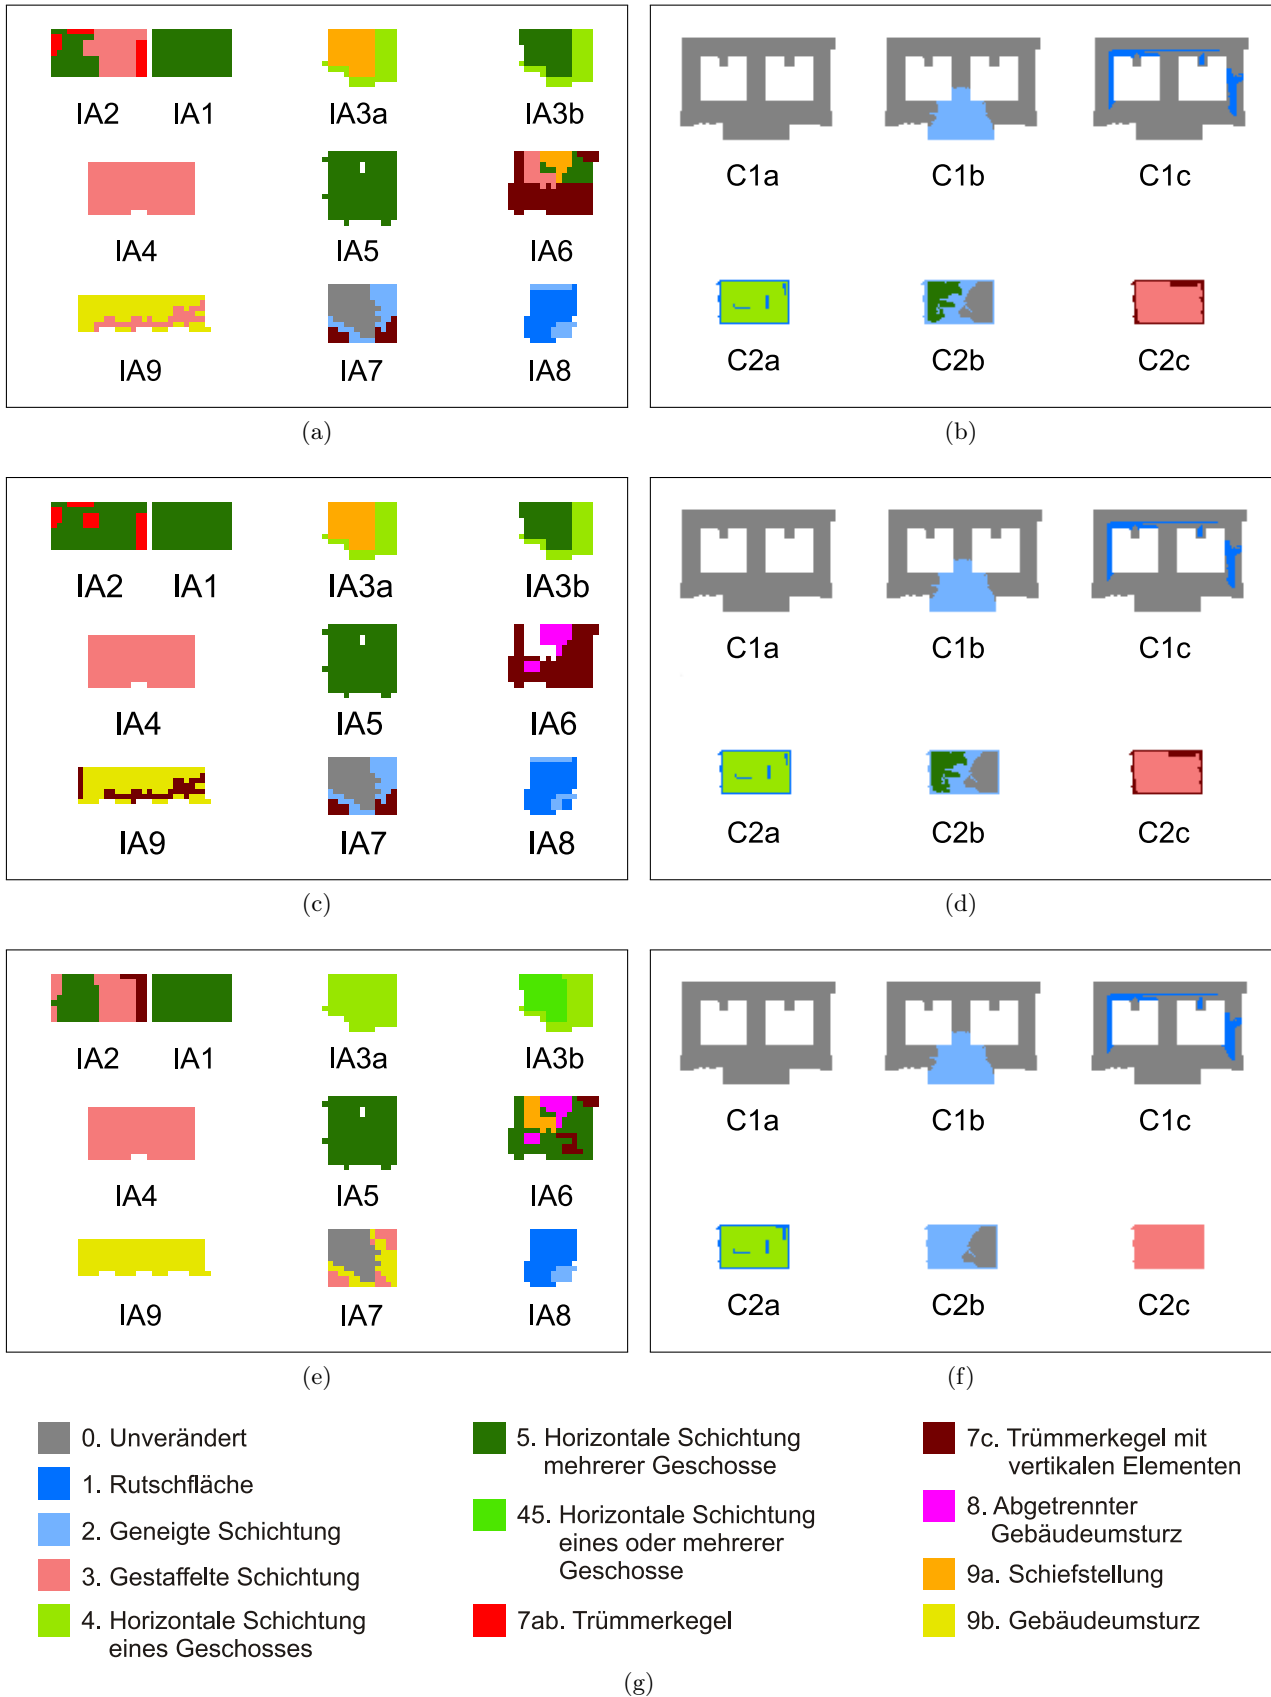 IA2 IA1 IA3a IA3b
IA4 IA5 IA6
IA9 IA7 IA8
(a)
C1a C1b C1c
C2a C2b C2c
(b)
IA2 IA1 IA3a IA3b
IA4 IA5 IA6
IA9 IA7 IA8
(c)
C1a C1b C1c
C2a C2b C2c
(d)
IA2 IA1 IA3a IA3b
IA4 IA5 IA6
IA9 IA7 IA8
(e)
C1a C1b C1c
C2a C2b C2c
(f)
0. Unverändert
1. Rutschfläche
2. Geneigte Schichtung
3. Gestaffelte Schichtung
4. Horizontale Schichtung
eines Geschosses
5. Horizontale Schichtung
mehrerer Geschosse
45. Horizontale Schichtung
eines oder mehrerer
Geschosse
7ab. Trümmerkegel
7c. Trümmerkegel mit
vertikalen Elementen
8. Abgetrennter
Gebäudeumsturz
9a. Schiefstellung
9b. Gebäudeumsturz
(g)